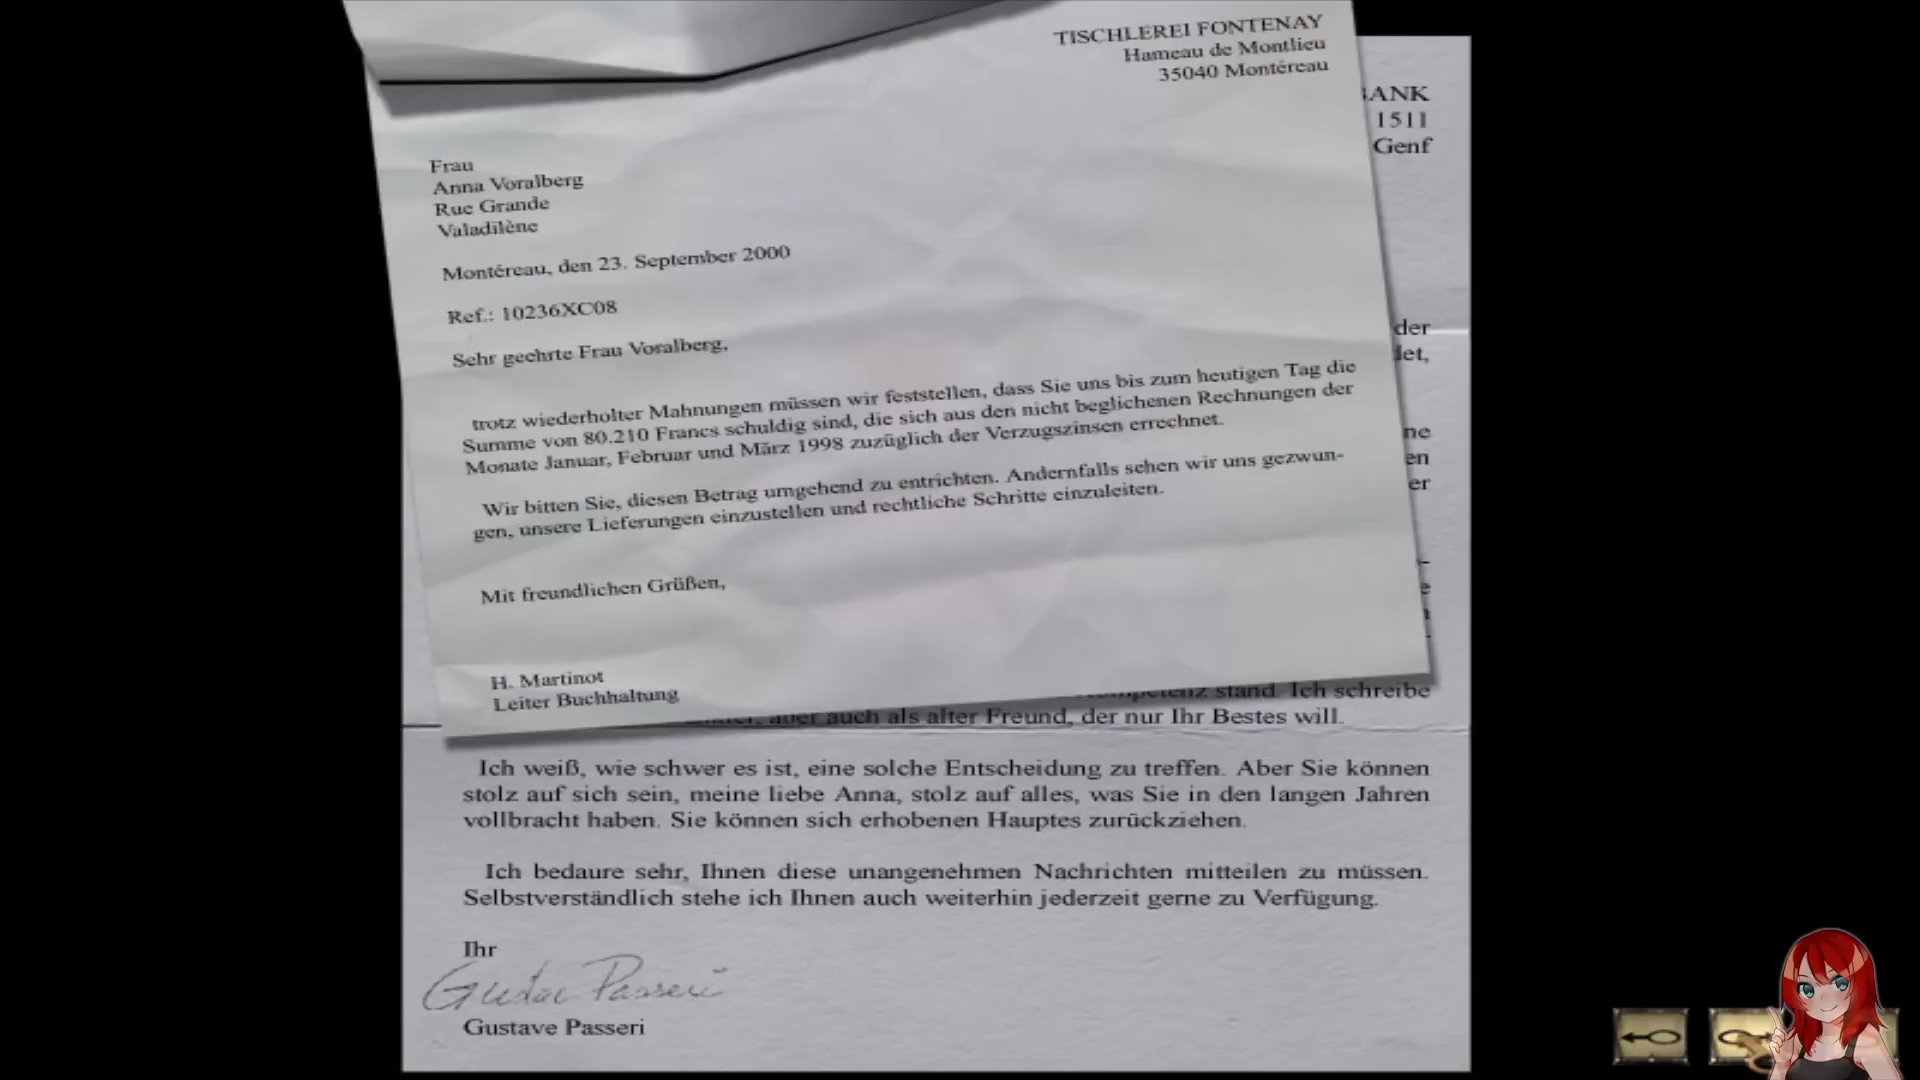 TISCHLEREI FONTENAY
Hameau de Montlieu
35040 Montéreau
ANK
1511
Genf
Frau
Anna Voralberg
Rue Grande
Valadilène
Montéreau, den 23. September 2000
Ref.: 10236XC08
Sehr geehrte Frau Voralberg,
trotz wiederholter Mahnungen müssen wir feststellen, dass Sie uns bis zum heutigen Tag die
Summe von 80.210 Francs schuldig sind, die sich aus den nicht beglichenen Rechnungen der
Monate Januar, Februar und März 1998 zuzüglich der Verzugszinsen errechnet.
Wir bitten Sie, diesen Betrag umgehend zu entrichten. Andernfalls sehen wir uns gezwun-
gen, unsere Lieferungen einzustellen und rechtliche Schritte einzuleiten.
Mit freundlichen Grüßen,
H. Martinot
Leiter Buchhaltung
der
det,
ne
en
er
stand. Ich schreibe
aber auch als alter Freund, der nur Ihr Bestes will.
Ich weiß, wie schwer es ist, eine solche Entscheidung zu treffen. Aber Sie können
stolz auf sich sein, meine liebe Anna, stolz auf alles, was Sie in den langen Jahren
vollbracht haben. Sie können sich erhobenen Hauptes zurückziehen.
Ich bedaure sehr, Ihnen diese unangenehmen Nachrichten mitteilen zu müssen.
Selbstverständlich stehe ich Ihnen auch weiterhin jederzeit gerne zu Verfügung.
Ihr
Gustave Passeri
Gustave Passeri